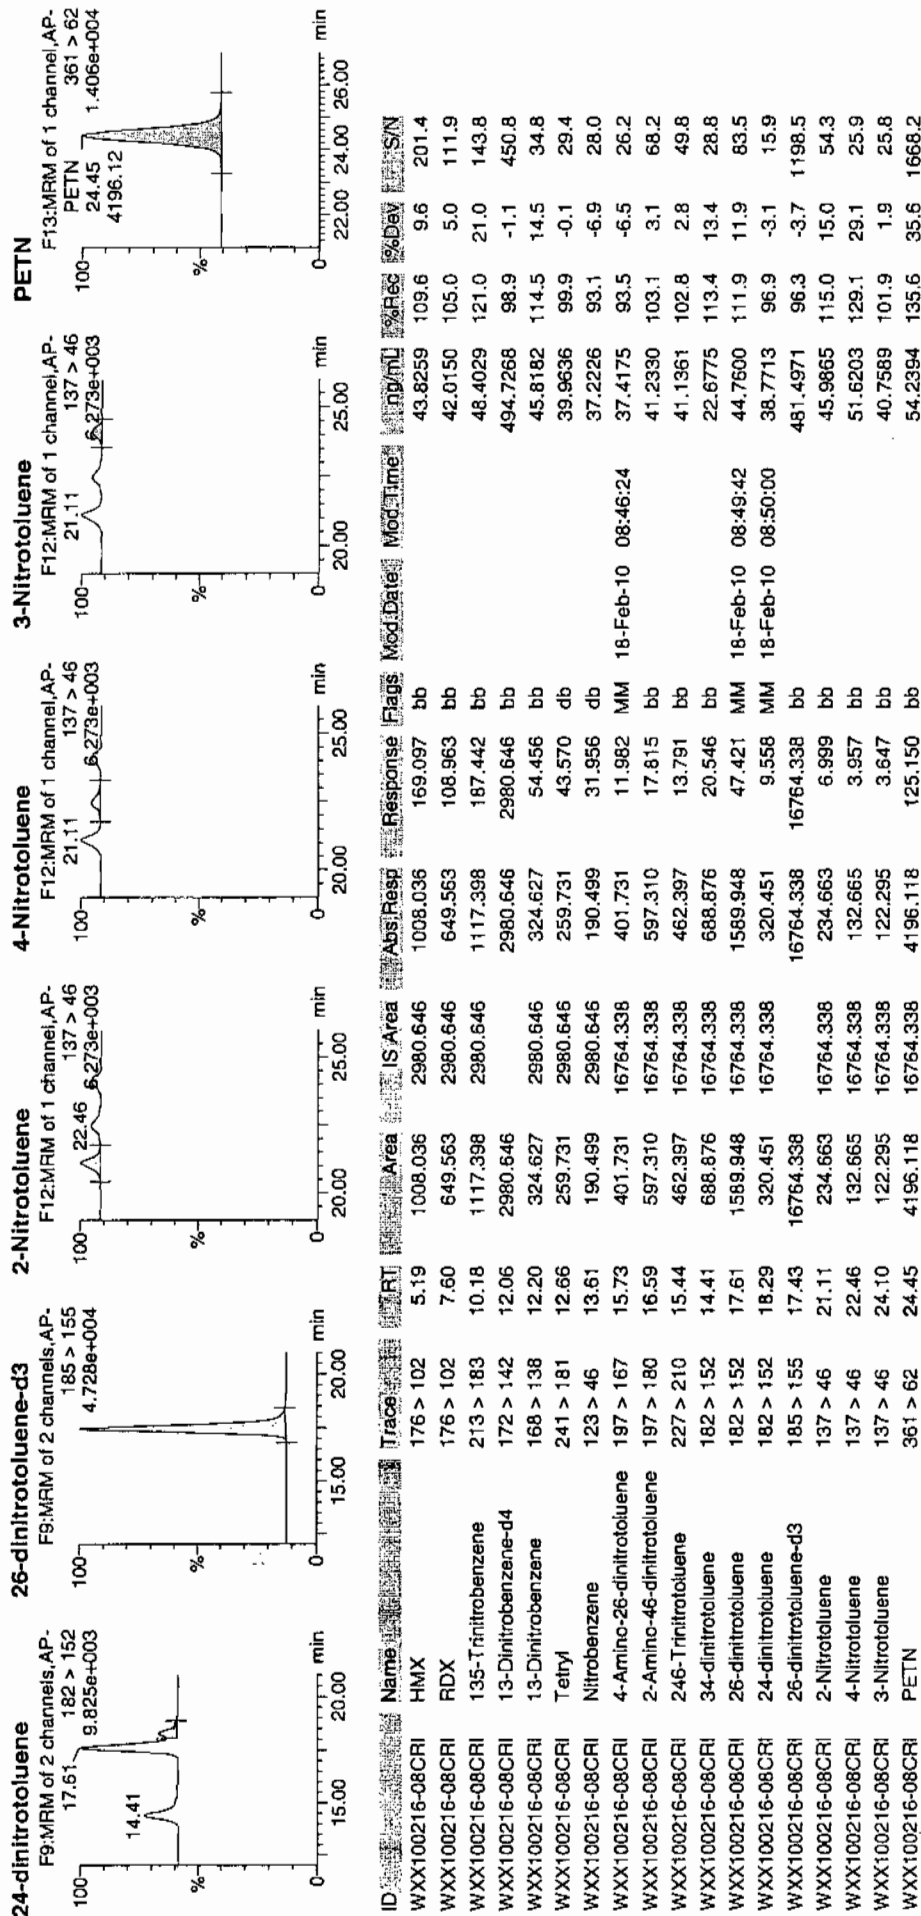 24-dinitrotoluene
F9:MRM of 2 channels,AP-
182 > 152
9.825e+003
17.61
14.41
100
%
0
15.00 20.00 min
26-dinitrotoluene-d3
F9:MRM of 2 channels,AP-
185 > 155
4.728e+004
100
%
0
15.00 20.00 min
2-Nitrotoluene
F12:MRM of 1 channel,AP-
137 > 46
6.273e+003
22.46
100
%
0
20.00 25.00 min
4-Nitrotoluene
F12:MRM of 1 channel,AP-
137 > 46
6.273e+003
21.11
100
%
0
20.00 25.00 min
3-Nitrotoluene
F12:MRM of 1 channel,AP-
137 > 46
6.273e+003
21.11
100
%
0
20.00 25.00 min
PETN
F13:MRM of 1 channel,AP-
PETN 361 > 62
24.45 1.406e+004
4196.12
100
%
0
22.00 24.00 26.00 min
ID Name Trace RT Area IS Area Abs.Resp Response Flags Mod.Date Mod.Time ng/mL %Rec %Dev S/N
WXX100216-08CRI HMX 176 > 102 5.19 1008.036 2980.646 1008.036 169.097 bb 43.8259 109.6 9.6 201.4
WXX100216-08CRI RDX 176 > 102 7.60 649.563 2980.646 649.563 108.963 bb 42.0150 105.0 5.0 111.9
WXX100216-08CRI 135-Trinitrobenzene 213 > 183 10.18 1117.398 2980.646 1117.398 187.442 bb 48.4029 121.0 21.0 143.8
WXX100216-08CRI 13-Dinitrobenzene-d4 172 > 142 12.06 2980.646 2980.646 2980.646 bb 494.7268 98.9 -1.1 450.8
WXX100216-08CRI 13-Dinitrobenzene 168 > 138 12.20 324.627 2980.646 324.627 54.456 bb 45.8182 114.5 14.5 34.8
WXX100216-08CRI Tetryl 241 > 181 12.66 259.731 2980.646 259.731 43.570 db 39.9636 99.9 -0.1 29.4
WXX100216-08CRI Nitrobenzene 123 > 46 13.61 190.499 2980.646 190.499 31.956 db 37.2226 93.1 -6.9 28.0
WXX100216-08CRI 4-Amino-26-dinitrotoluene 197 > 167 15.73 401.731 16764.338 401.731 11.982 MM 18-Feb-10 08:46:24 37.4175 93.5 -6.5 26.2
WXX100216-08CRI 2-Amino-46-dinitrotoluene 197 > 180 16.59 597.310 16764.338 597.310 17.815 bb 41.2330 103.1 3.1 68.2
WXX100216-08CRI 246-Trinitrotoluene 227 > 210 15.44 462.397 16764.338 462.397 13.791 bb 41.1361 102.8 2.8 49.8
WXX100216-08CRI 34-dinitrotoluene 182 > 152 14.41 688.876 16764.338 688.876 20.546 bb 22.6775 113.4 13.4 28.8
WXX100216-08CRI 26-dinitrotoluene 182 > 152 17.61 1589.948 16764.338 1589.948 47.421 MM 18-Feb-10 08:49:42 44.7600 111.9 11.9 83.5
WXX100216-08CRI 24-dinitrotoluene 182 > 152 18.29 320.451 16764.338 320.451 9.558 MM 18-Feb-10 08:50:00 38.7713 96.9 -3.1 15.9
WXX100216-08CRI 26-dinitrotoluene-d3 185 > 155 17.43 16764.338 16764.338 16764.338 bb 481.4971 96.3 -3.7 1198.5
WXX100216-08CRI 2-Nitrotoluene 137 > 46 21.11 234.663 16764.338 234.663 6.999 bb 45.9865 115.0 15.0 54.3
WXX100216-08CRI 4-Nitrotoluene 137 > 46 22.46 132.665 16764.338 132.665 3.957 bb 51.6203 129.1 29.1 25.9
WXX100216-08CRI 3-Nitrotoluene 137 > 46 24.10 122.295 16764.338 122.295 3.647 bb 40.7589 101.9 1.9 25.8
WXX100216-08CRI PETN 361 > 62 24.45 4196.118 16764.338 4196.118 125.150 bb 54.2394 135.6 35.6 1668.2